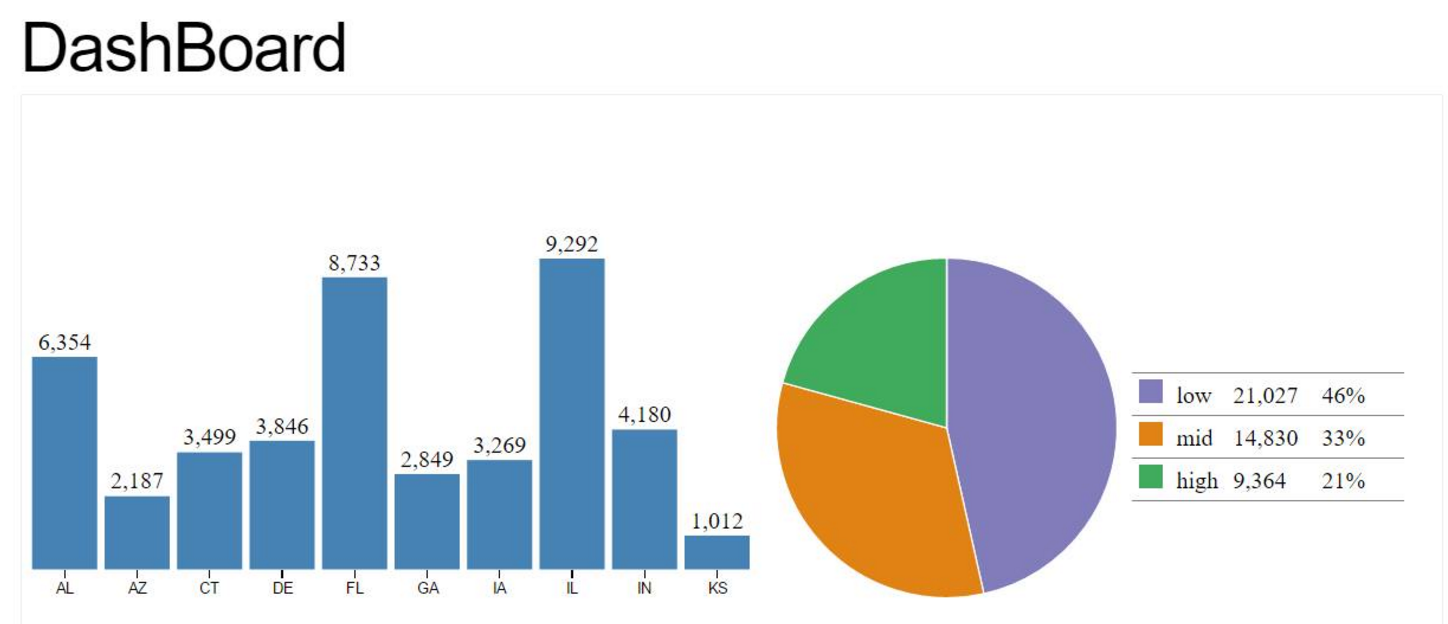 DashBoard
9,292
8,733
6,354
4,180
3,846
3,499
3,269
2,849
2,187
1,012
AL AZ CT DE FL GA IA IL IN KS
low 21,027 46%
mid 14,830 33%
high 9,364 21%